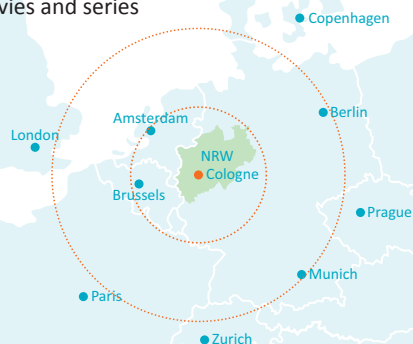 vies and series
Copenhagen
Berlin
Amsterdam
London
NRW
Cologne
Brussels
Prague
Munich
Paris
Zurich